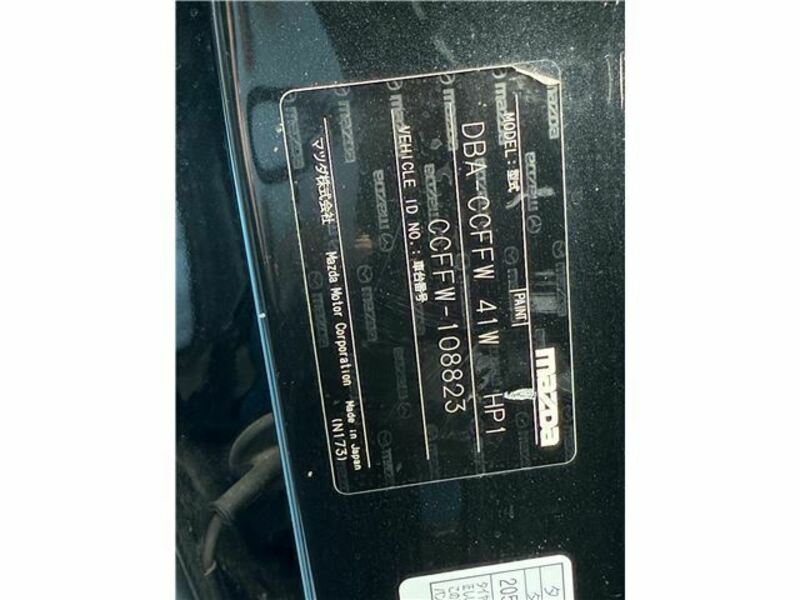 mazda
MODEL:型式 PAINT
DBA-CCFFW 41W HP1
VEHICLE ID NO.:車台番号
CCFFW-108823
マツダ株式会社 Mazda Motor Corporation Made in Japan
(N173)
205